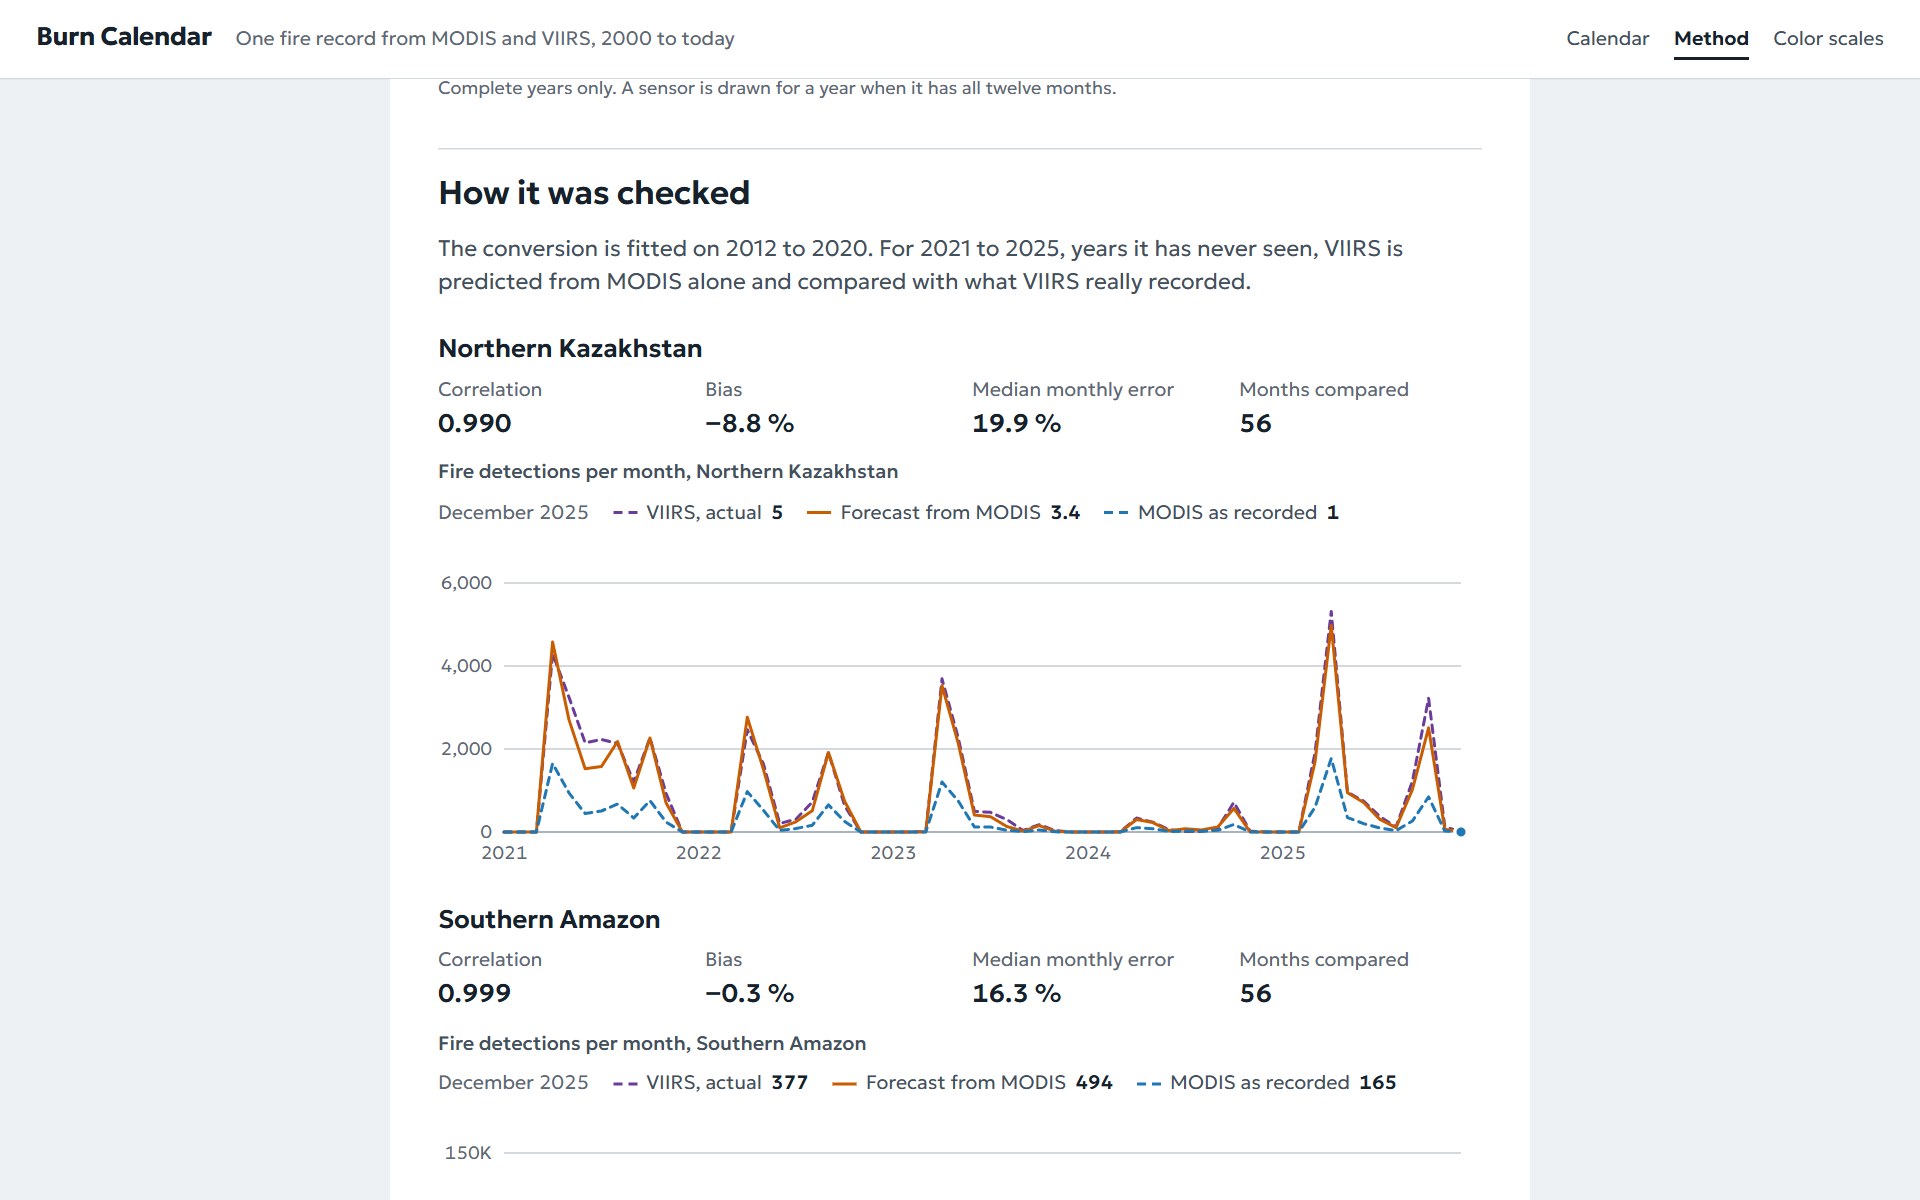 Burn Calendar
One fire record from MODIS and VIIRS, 2000 to today
Calendar
Method
Color scales
Complete years only. A sensor is drawn for a year when it has all twelve months.
How it was checked
The conversion is fitted on 2012 to 2020. For 2021 to 2025, years it has never seen, VIIRS is
predicted from MODIS alone and compared with what VIIRS really recorded.
Northern Kazakhstan
Correlation
0.990
Bias
−8.8 %
Median monthly error
19.9 %
Months compared
56
Fire detections per month, Northern Kazakhstan
December 2025
VIIRS, actual 5
Forecast from MODIS 3.4
MODIS as recorded 1
6,000
4,000
2,000
0
2021
2022
2023
2024
2025
Southern Amazon
Correlation
0.999
Bias
−0.3 %
Median monthly error
16.3 %
Months compared
56
Fire detections per month, Southern Amazon
December 2025
VIIRS, actual 377
Forecast from MODIS 494
MODIS as recorded 165
150K